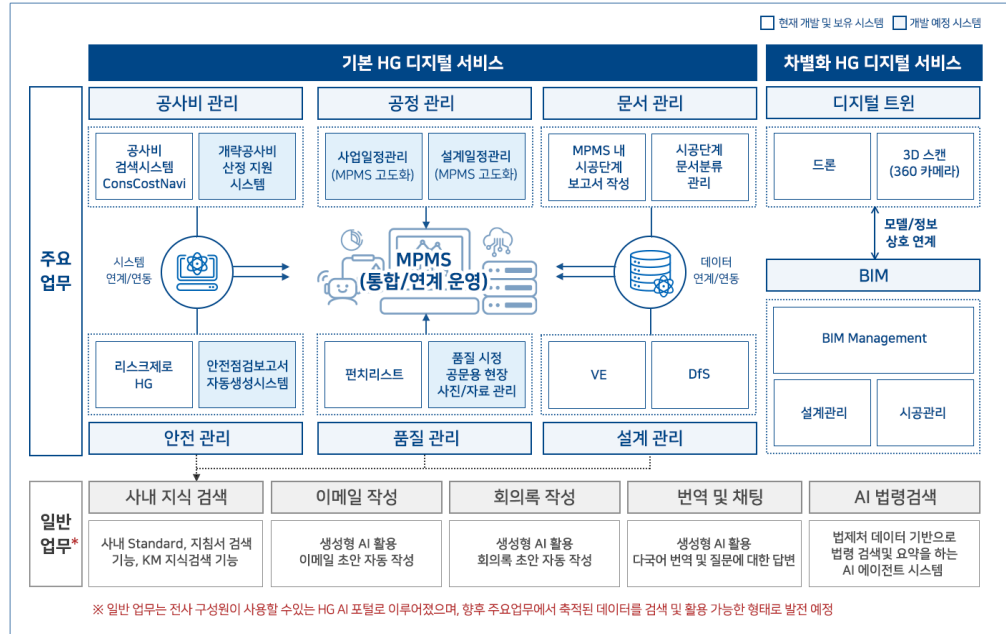 현재 개발 및 보유 시스템
개발 예정 시스템
기본 HG 디지털 서비스
차별화 HG 디지털 서비스
주요
업무
공사비 관리
공정 관리
문서 관리
디지털 트윈
공사비
검색시스템
ConsCostNavi
개략공사비
산정 지원
시스템
사업일정관리
(MPMS 고도화)
설계일정관리
(MPMS 고도화)
MPMS 내
시공단계
보고서 작성
시공단계
문서분류
관리
드론
3D 스캔
(360 카메라)
시스템
연계/연동
MPMS
(통합/연계 운영)
데이터
연계/연동
모델/정보
상호 연계
BIM
BIM Management
설계관리
시공관리
리스크제로
HG
안전점검보고서
자동생성시스템
펀치리스트
품질 시정
공문용 현장
사진/자료 관리
VE
DfS
안전 관리
품질 관리
설계 관리
일반
업무*
사내 지식 검색
이메일 작성
회의록 작성
번역 및 채팅
AI 법령검색
사내 Standard, 지침서 검색
기능, KM 지식검색 기능
생성형 AI 활용
이메일 초안 자동 작성
생성형 AI 활용
회의록 초안 자동 작성
생성형 AI 활용
다국어 번역 및 질문에 대한 답변
법제처 데이터 기반으로
법령 검색및 요약을 하는
AI 에이전트 시스템
※ 일반 업무는 전사 구성원이 사용할 수있는 HG AI 포털로 이루어졌으며, 향후 주요업무에서 축적된 데이터를 검색 및 활용 가능한 형태로 발전 예정